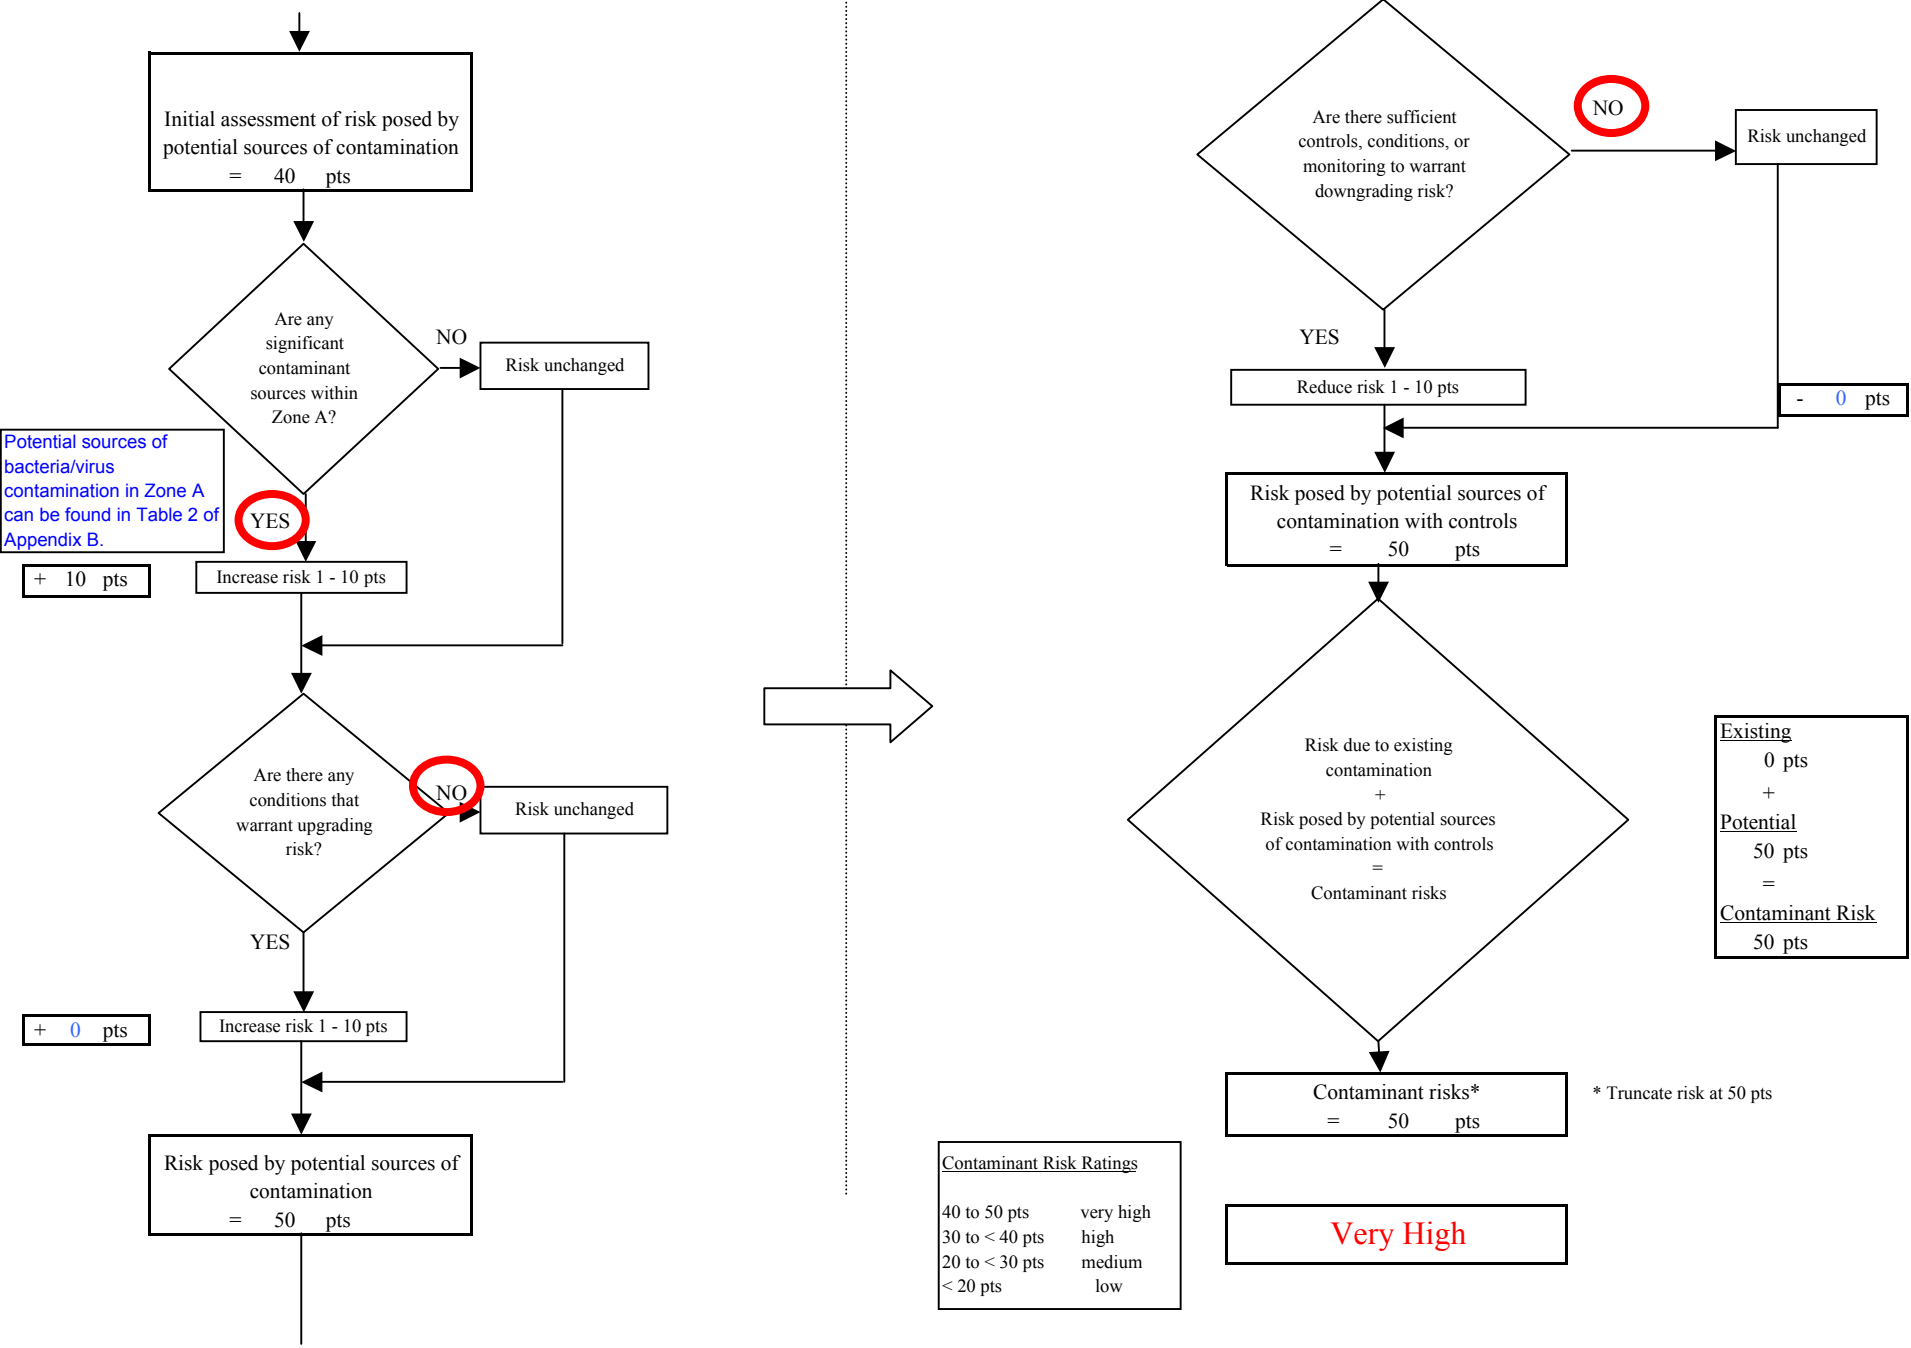 Initial assessment of risk posed by
potential sources of contamination
= 40 pts
Are any
significant
contaminant
sources within
Zone A?
NO
Risk unchanged
Potential sources of
bacteria/virus
contamination in Zone A
can be found in Table 2 of
Appendix B.
YES
+ 10 pts
Increase risk 1 - 10 pts
Are there any
conditions that
warrant upgrading
risk?
NO
Risk unchanged
YES
+ 0 pts
Increase risk 1 - 10 pts
Risk posed by potential sources of
contamination
= 50 pts
Are there sufficient
controls, conditions, or
monitoring to warrant
downgrading risk?
NO
Risk unchanged
YES
Reduce risk 1 - 10 pts
- 0 pts
Risk posed by potential sources of
contamination with controls
= 50 pts
Risk due to existing
contamination
+
Risk posed by potential sources
of contamination with controls
=
Contaminant risks
Existing
0 pts
+
Potential
50 pts
=
Contaminant Risk
50 pts
Contaminant risks*
= 50 pts
* Truncate risk at 50 pts
Contaminant Risk Ratings
40 to 50 pts very high
30 to < 40 pts high
20 to < 30 pts medium
< 20 pts low
Very High